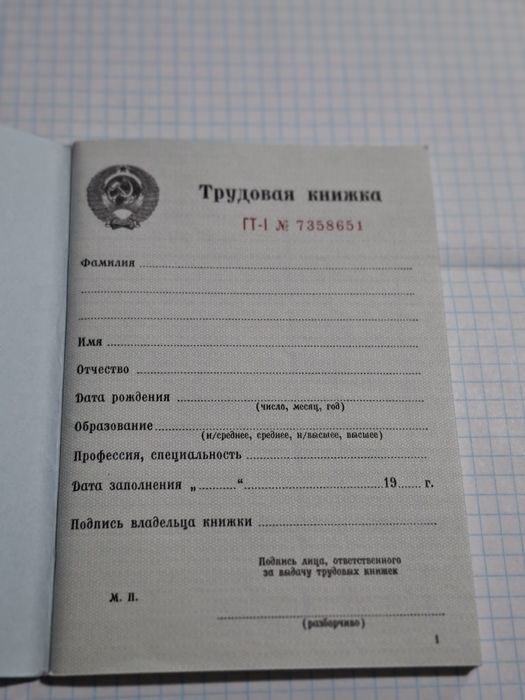 Трудовая книжка
ГТ-I № 7358651
Фамилия
Имя
Отчество
Дата рождения
(число, месяц, год)
Образование
(н/среднее, среднее, н/высшее, высшее)
Профессия, специальность
Дата заполнения „ “ 19 г.
Подпись владельца книжки
Подпись лица, ответственного
за выдачу трудовых книжек
М. П.
(разборчиво)
1